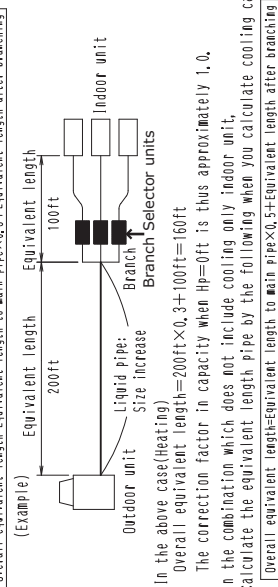 Overall equivalent length=Equivalent length to main pipe Equivalent length after branching
(Example)
Equivalent length
200ft
Equivalent length
100ft
Outdoor unit
Liquid pipe:
Size increase
Branch
Branch Selector units
Indoor unit
In the above case(Heating)
Overall equivalent length=200ft×0.3+100ft=160ft
The correction factor in capacity when Hp=0ft is thus approximately 1.0.
n the combination which does not include cooling only indoor unit,
alculate the equivalent length pipe by the following when you calculate cooling ca
Overall equivalent length=Equivalent length to main pipe×0.5+Equivalent length after branching